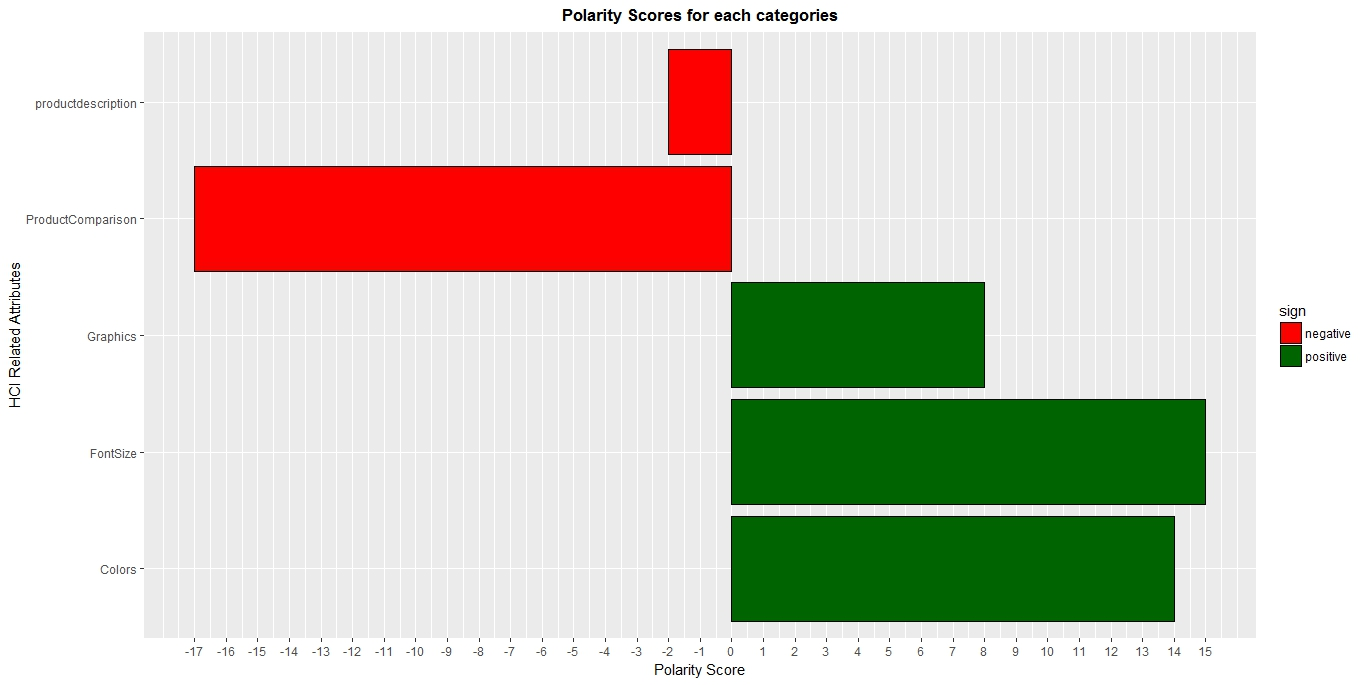 Polarity Scores for each categories
productdescription
ProductComparison
Graphics
FontSize
Colors
HCI Related Attributes
-17 -16 -15 -14 -13 -12 -11 -10 -9 -8 -7 -6 -5 -4 -3 -2 -1 0 1 2 3 4 5 6 7 8 9 10 11 12 13 14 15
Polarity Score
sign
negative
positive